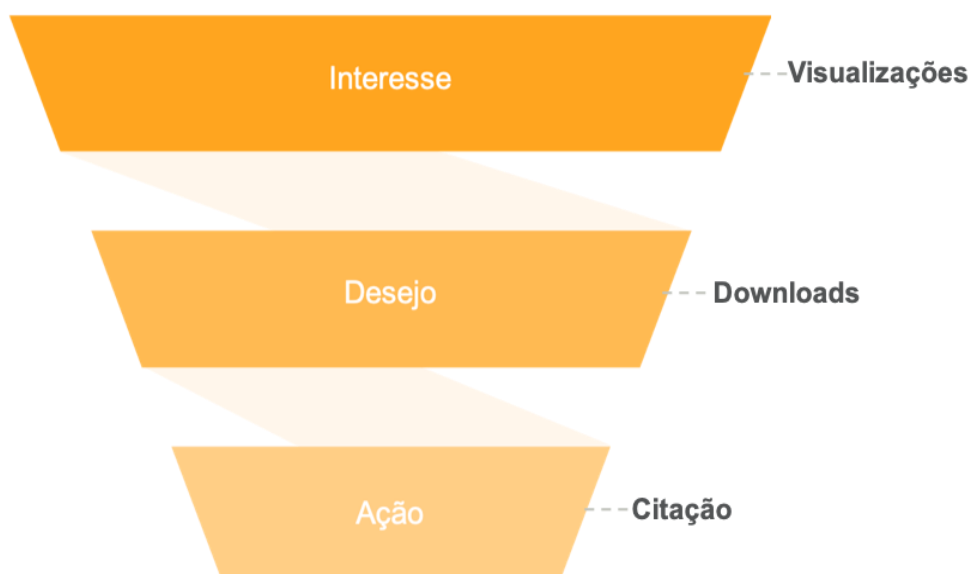 Interesse
Visualizações
Desejo
Downloads
Ação
Citação